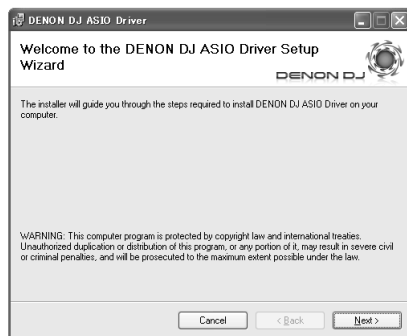 DENON DJ ASIO Driver
Welcome to the DENON DJ ASIO Driver Setup
Wizard
DENON DJ
The installer will guide you through the steps required to install DENON DJ ASIO Driver on your
computer.
WARNING: This computer program is protected by copyright law and international treaties.
Unauthorized duplication or distribution of this program, or any portion of it, may result in severe civil
or criminal penalties, and will be prosecuted to the maximum extent possible under the law.
Cancel
< Back
Next >